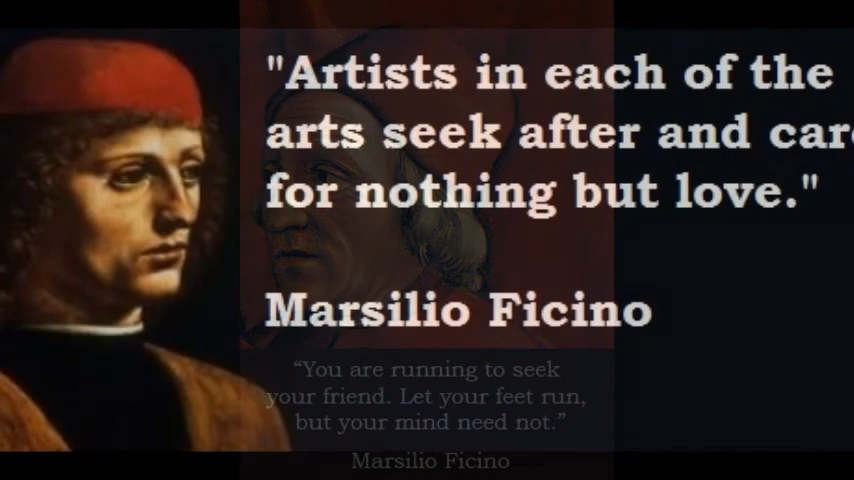 "Artists in each of the
arts seek after and car
for nothing but love."
Marsilio Ficino
“You are running to seek
your friend. Let your feet run,
but your mind need not.”
Marsilio Ficino